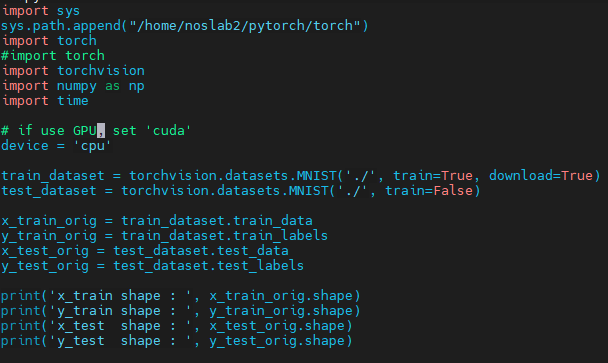 import sys
sys.path.append("/home/noslab2/pytorch/torch")
import torch
#import torch
import torchvision
import numpy as np
import time
# if use GPU, set 'cuda'
device = 'cpu'
train_dataset = torchvision.datasets.MNIST('./', train=True, download=True)
test_dataset = torchvision.datasets.MNIST('./', train=False)
x_train_orig = train_dataset.train_data
y_train_orig = train_dataset.train_labels
x_test_orig = test_dataset.test_data
y_test_orig = test_dataset.test_labels
print('x_train shape : ', x_train_orig.shape)
print('y_train shape : ', y_train_orig.shape)
print('x_test  shape : ', x_test_orig.shape)
print('y_test  shape : ', y_test_orig.shape)